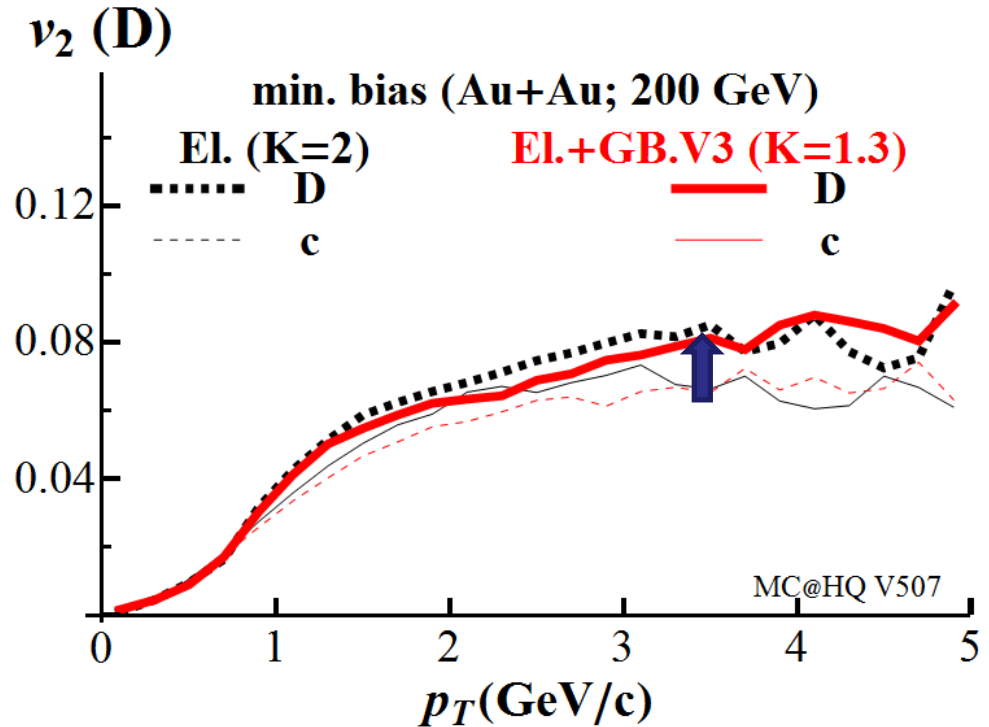 v₂ (D)
min. bias (Au+Au; 200 GeV)
El. (K=2) El.+GB.V3 (K=1.3)
D D
c c
0.12
0.08
0.04
MC@HQ V507
0 1 2 3 4 5
p_T(GeV/c)